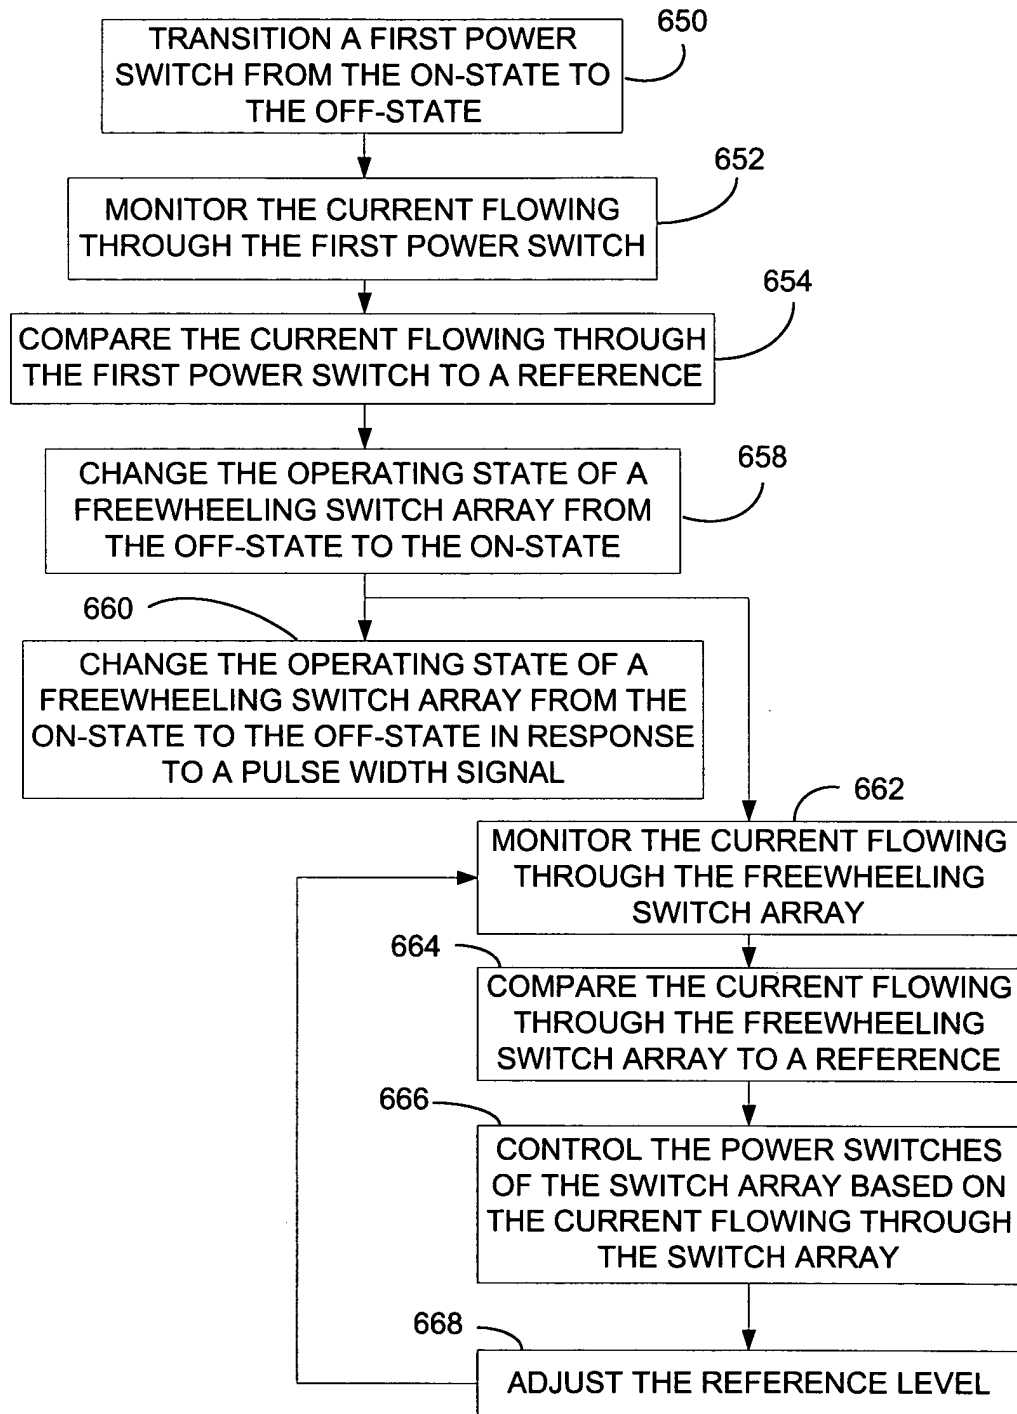 TRANSITION A FIRST POWER
SWITCH FROM THE ON-STATE TO
THE OFF-STATE
650
MONITOR THE CURRENT FLOWING
THROUGH THE FIRST POWER SWITCH
652
COMPARE THE CURRENT FLOWING THROUGH
THE FIRST POWER SWITCH TO A REFERENCE
654
CHANGE THE OPERATING STATE OF A
FREEWHEELING SWITCH ARRAY FROM
THE OFF-STATE TO THE ON-STATE
658
660
CHANGE THE OPERATING STATE OF A
FREEWHEELING SWITCH ARRAY FROM THE
ON-STATE TO THE OFF-STATE IN RESPONSE
TO A PULSE WIDTH SIGNAL
662
MONITOR THE CURRENT FLOWING
THROUGH THE FREEWHEELING
SWITCH ARRAY
664
COMPARE THE CURRENT FLOWING
THROUGH THE FREEWHEELING
SWITCH ARRAY TO A REFERENCE
666
CONTROL THE POWER SWITCHES
OF THE SWITCH ARRAY BASED ON
THE CURRENT FLOWING THROUGH
THE SWITCH ARRAY
668
ADJUST THE REFERENCE LEVEL